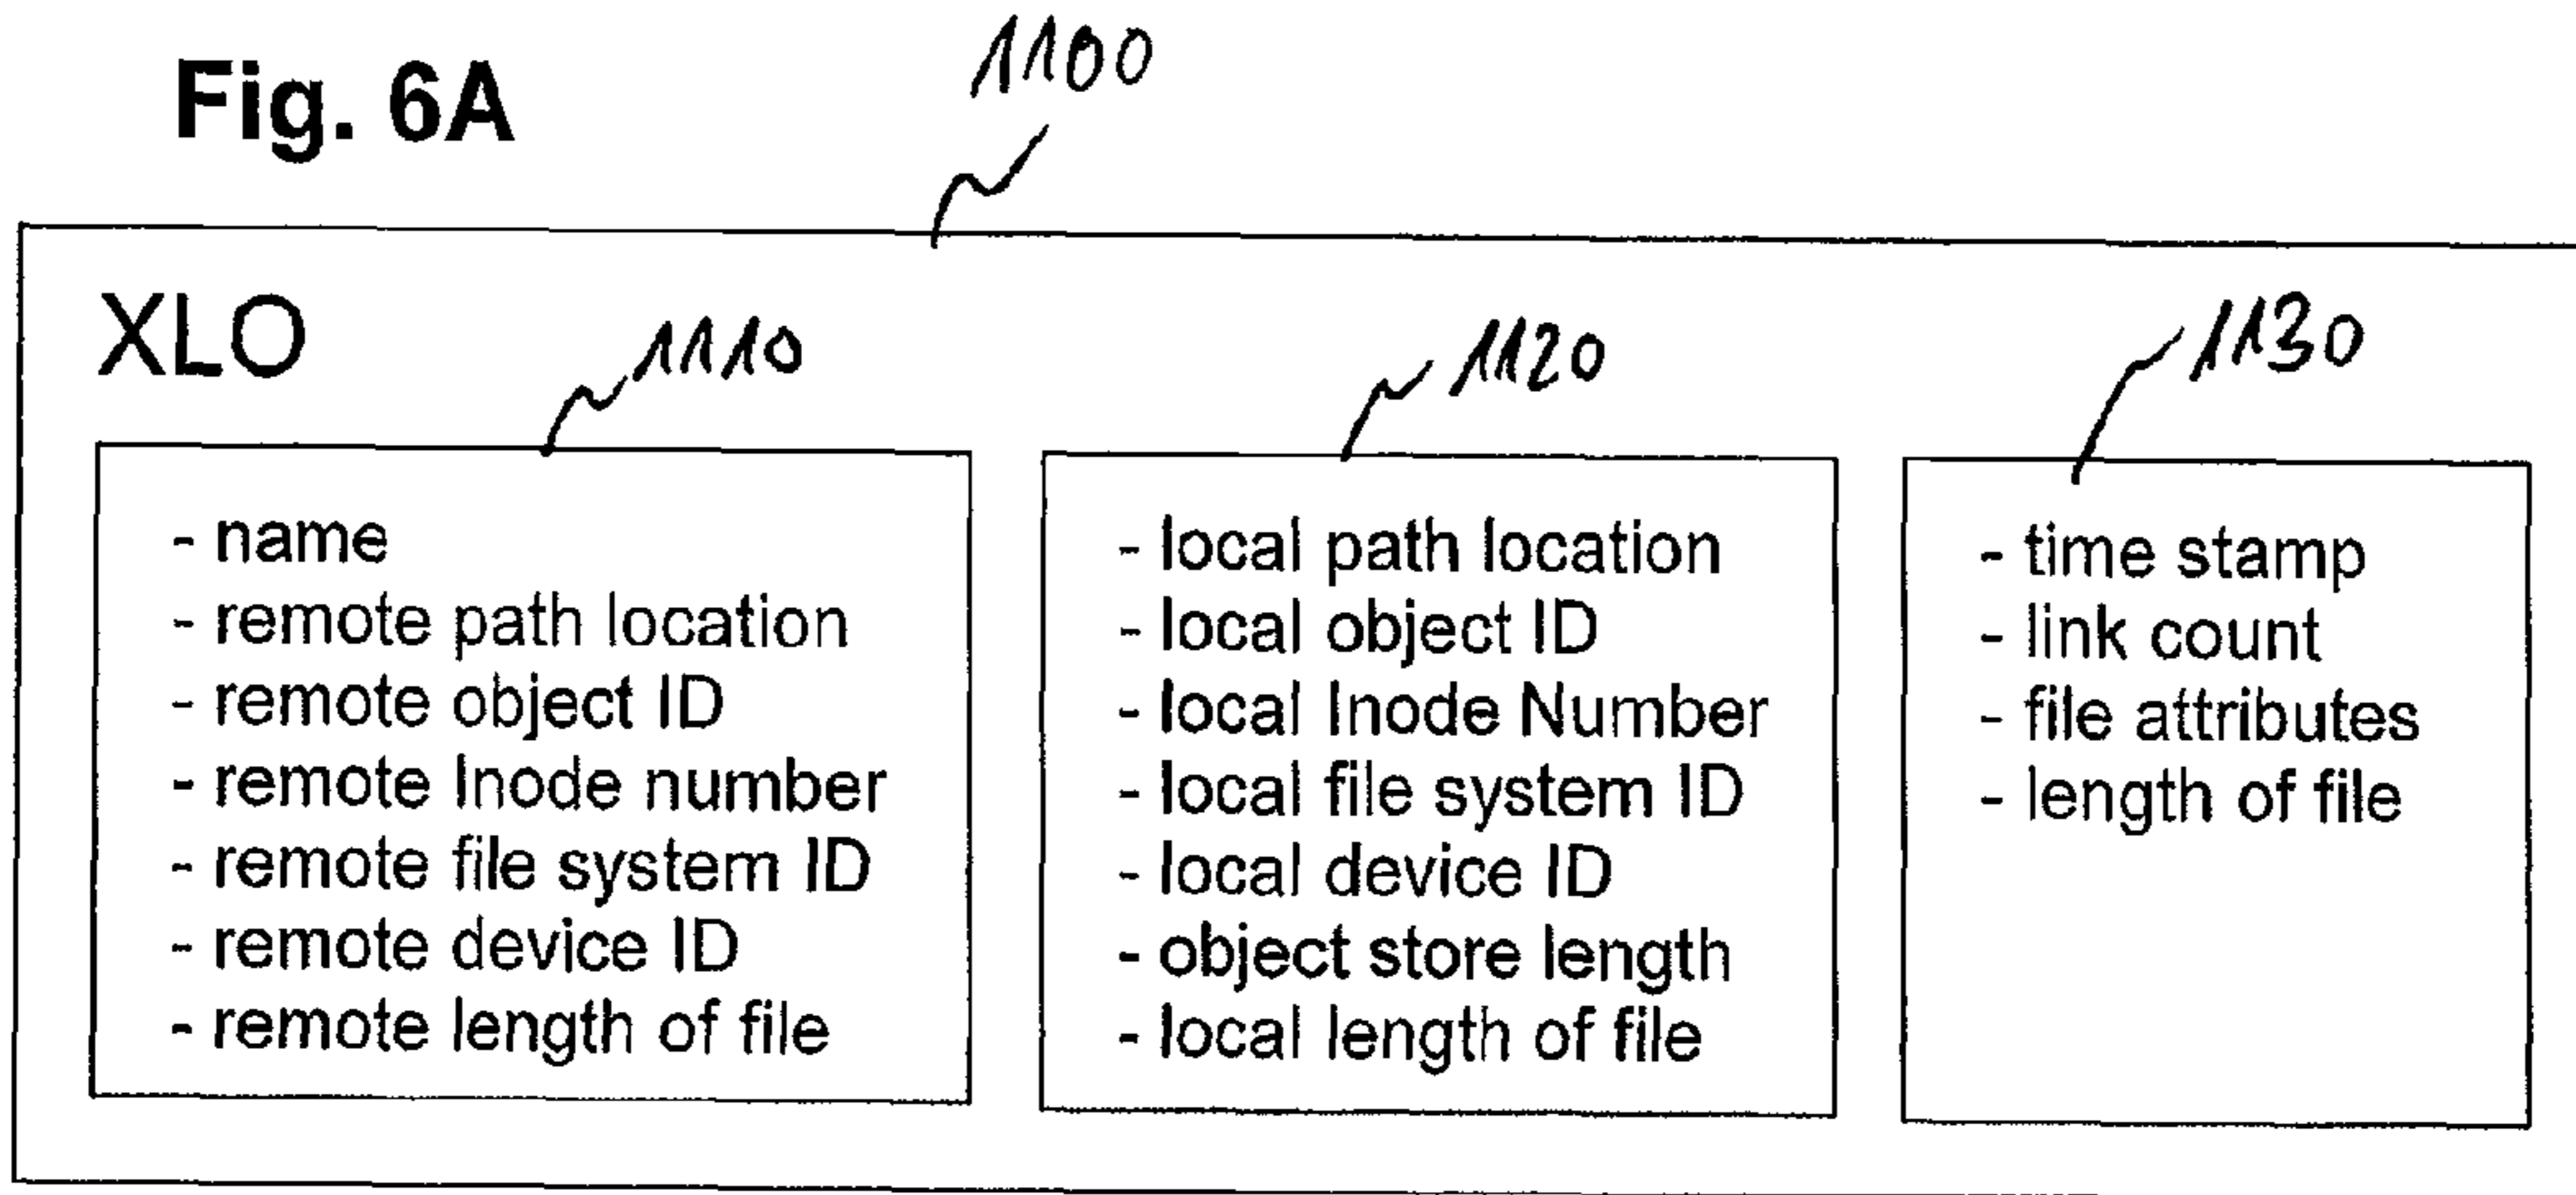 Fig. 6A
1100
XLO
1110
1120
1130
- name
- remote path location
- remote object ID
- remote Inode number
- remote file system ID
- remote device ID
- remote length of file
- local path location
- local object ID
- local Inode Number
- local file system ID
- local device ID
- object store length
- local length of file
- time stamp
- link count
- file attributes
- length of file